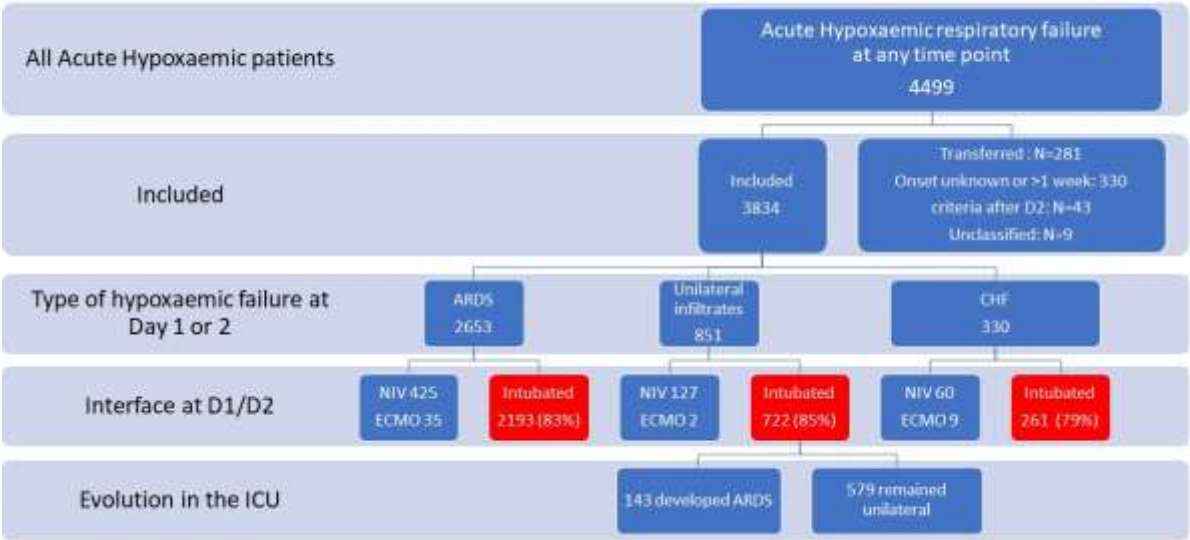 All Acute Hypoxaemic patients
Acute Hypoxaemic respiratory failure
at any time point
4499
Included
Included
3834
Transferred : N=281
Onset unknown or >1 week: 330
criteria after D2: N=43
Unclassified: N=9
Type of hypoxaemic failure at
Day 1 or 2
ARDS
2653
Unilateral
infiltrates
851
CHF
330
Interface at D1/D2
NIV 425
ECMO 35
Intubated
2193 (83%)
NIV 127
ECMO 2
Intubated
722 (85%)
NIV 60
ECMO 9
Intubated
261 (79%)
Evolution in the ICU
143 developed ARDS
579 remained
unilateral